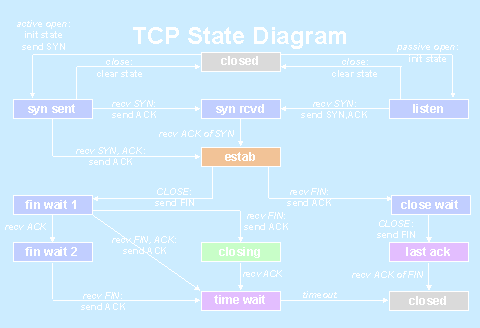 TCP State Diagram
active open:
init state
send SYN
passive open:
init state
close:
clear state
closed
close:
clear state
syn sent
recv SYN:
send ACK
syn rcvd
recv SYN:
send SYN,ACK
listen
recv ACK of SYN
recv SYN, ACK:
send ACK
estab
CLOSE:
send FIN
recv FIN:
send ACK
fin wait 1
close wait
recv ACK
recv FIN, ACK:
send ACK
recv FIN:
send ACK
CLOSE:
send FIN
fin wait 2
closing
last ack
recv ACK
recv ACK of FIN
recv FIN:
send ACK
time wait
timeout:
closed